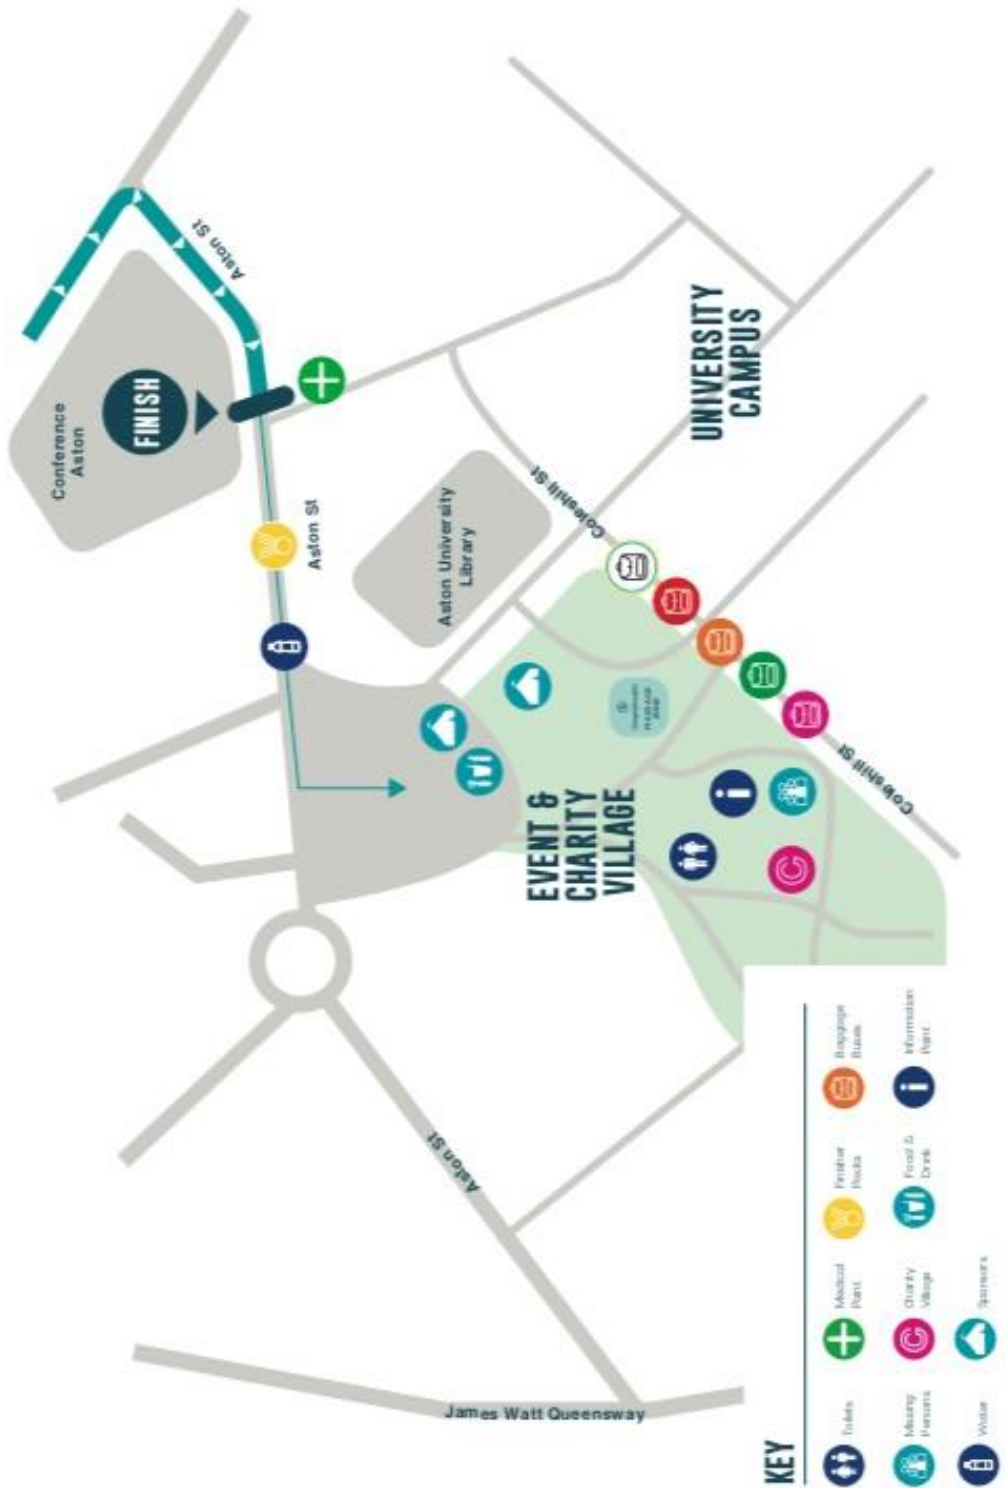 Conference
Aston
FINISH
Aston St
Aston St
Aston University
Library
Coleshill St
UNIVERSITY
CAMPUS
EVENT &
CHARITY
VILLAGE
MASSAGE
Coleshill St
Aston St
James Watt Queensway
KEY
Toilets
Medical
Point
Finisher
Packs
Baggage
Buses
Missing
Persons
Charity
Village
Food &
Drink
Information
Point
Water
Sponsors